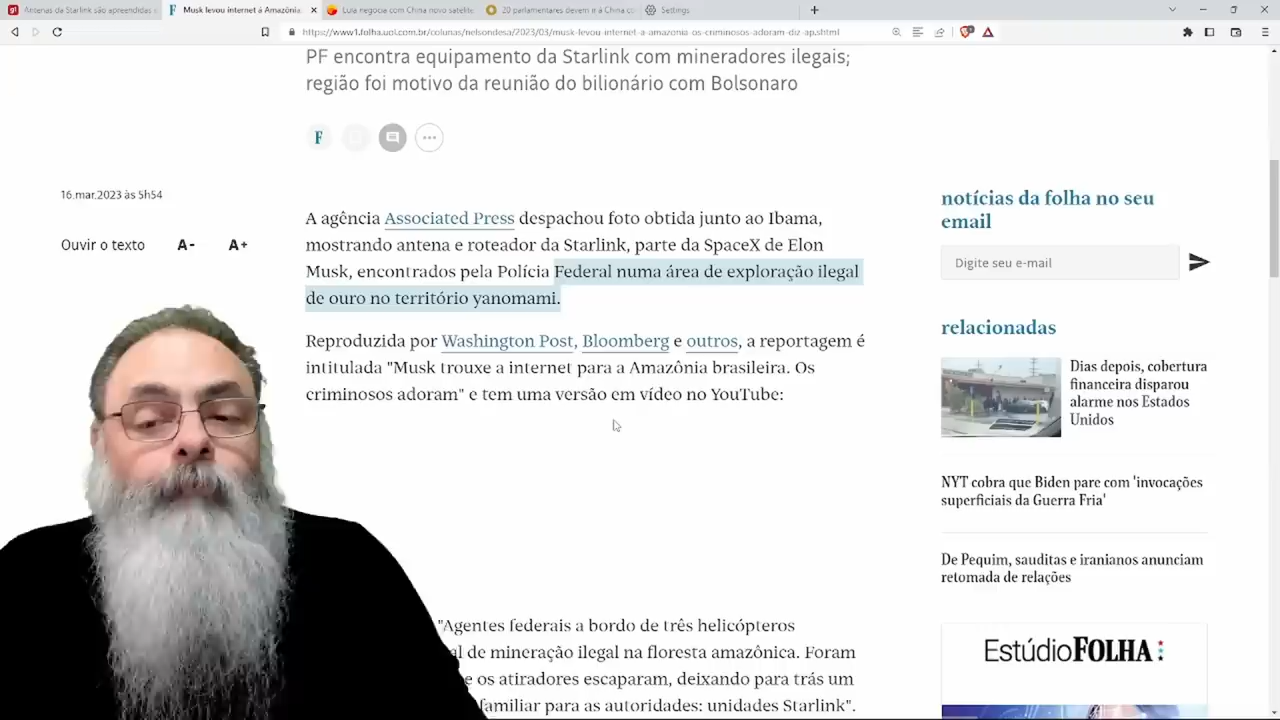 Antenas da Starlink são apreendidas e
Musk levou internet à Amazônia.
Lula negocia com China novo satélite
20 parlamentares devem ir à China co
Settings
https://www1.folha.uol.com.br/colunas/nelsondesa/2023/03/musk-levou-internet-a-amazonia-os-criminosos-adoram-diz-ap.shtml
PF encontra equipamento da Starlink com mineradores ilegais;
região foi motivo da reunião do bilionário com Bolsonaro
F
16.mar.2023 às 5h54
Ouvir o texto A- A+
A agência Associated Press despachou foto obtida junto ao Ibama,
mostrando antena e roteador da Starlink, parte da SpaceX de Elon
Musk, encontrados pela Polícia Federal numa área de exploração ilegal
de ouro no território yanomami.
Reproduzida por Washington Post, Bloomberg e outros, a reportagem é
intitulada "Musk trouxe a internet para a Amazônia brasileira. Os
criminosos adoram" e tem uma versão em vídeo no YouTube:
"Agentes federais a bordo de três helicópteros
al de mineração ilegal na floresta amazônica. Foram
e os atiradores escaparam, deixando para trás um
familiar para as autoridades: unidades Starlink".
notícias da folha no seu
email
Digite seu e-mail
relacionadas
Dias depois, cobertura
financeira disparou
alarme nos Estados
Unidos
NYT cobra que Biden pare com 'invocações
superficiais da Guerra Fria'
De Pequim, sauditas e iranianos anunciam
retomada de relações
EstúdioFOLHA